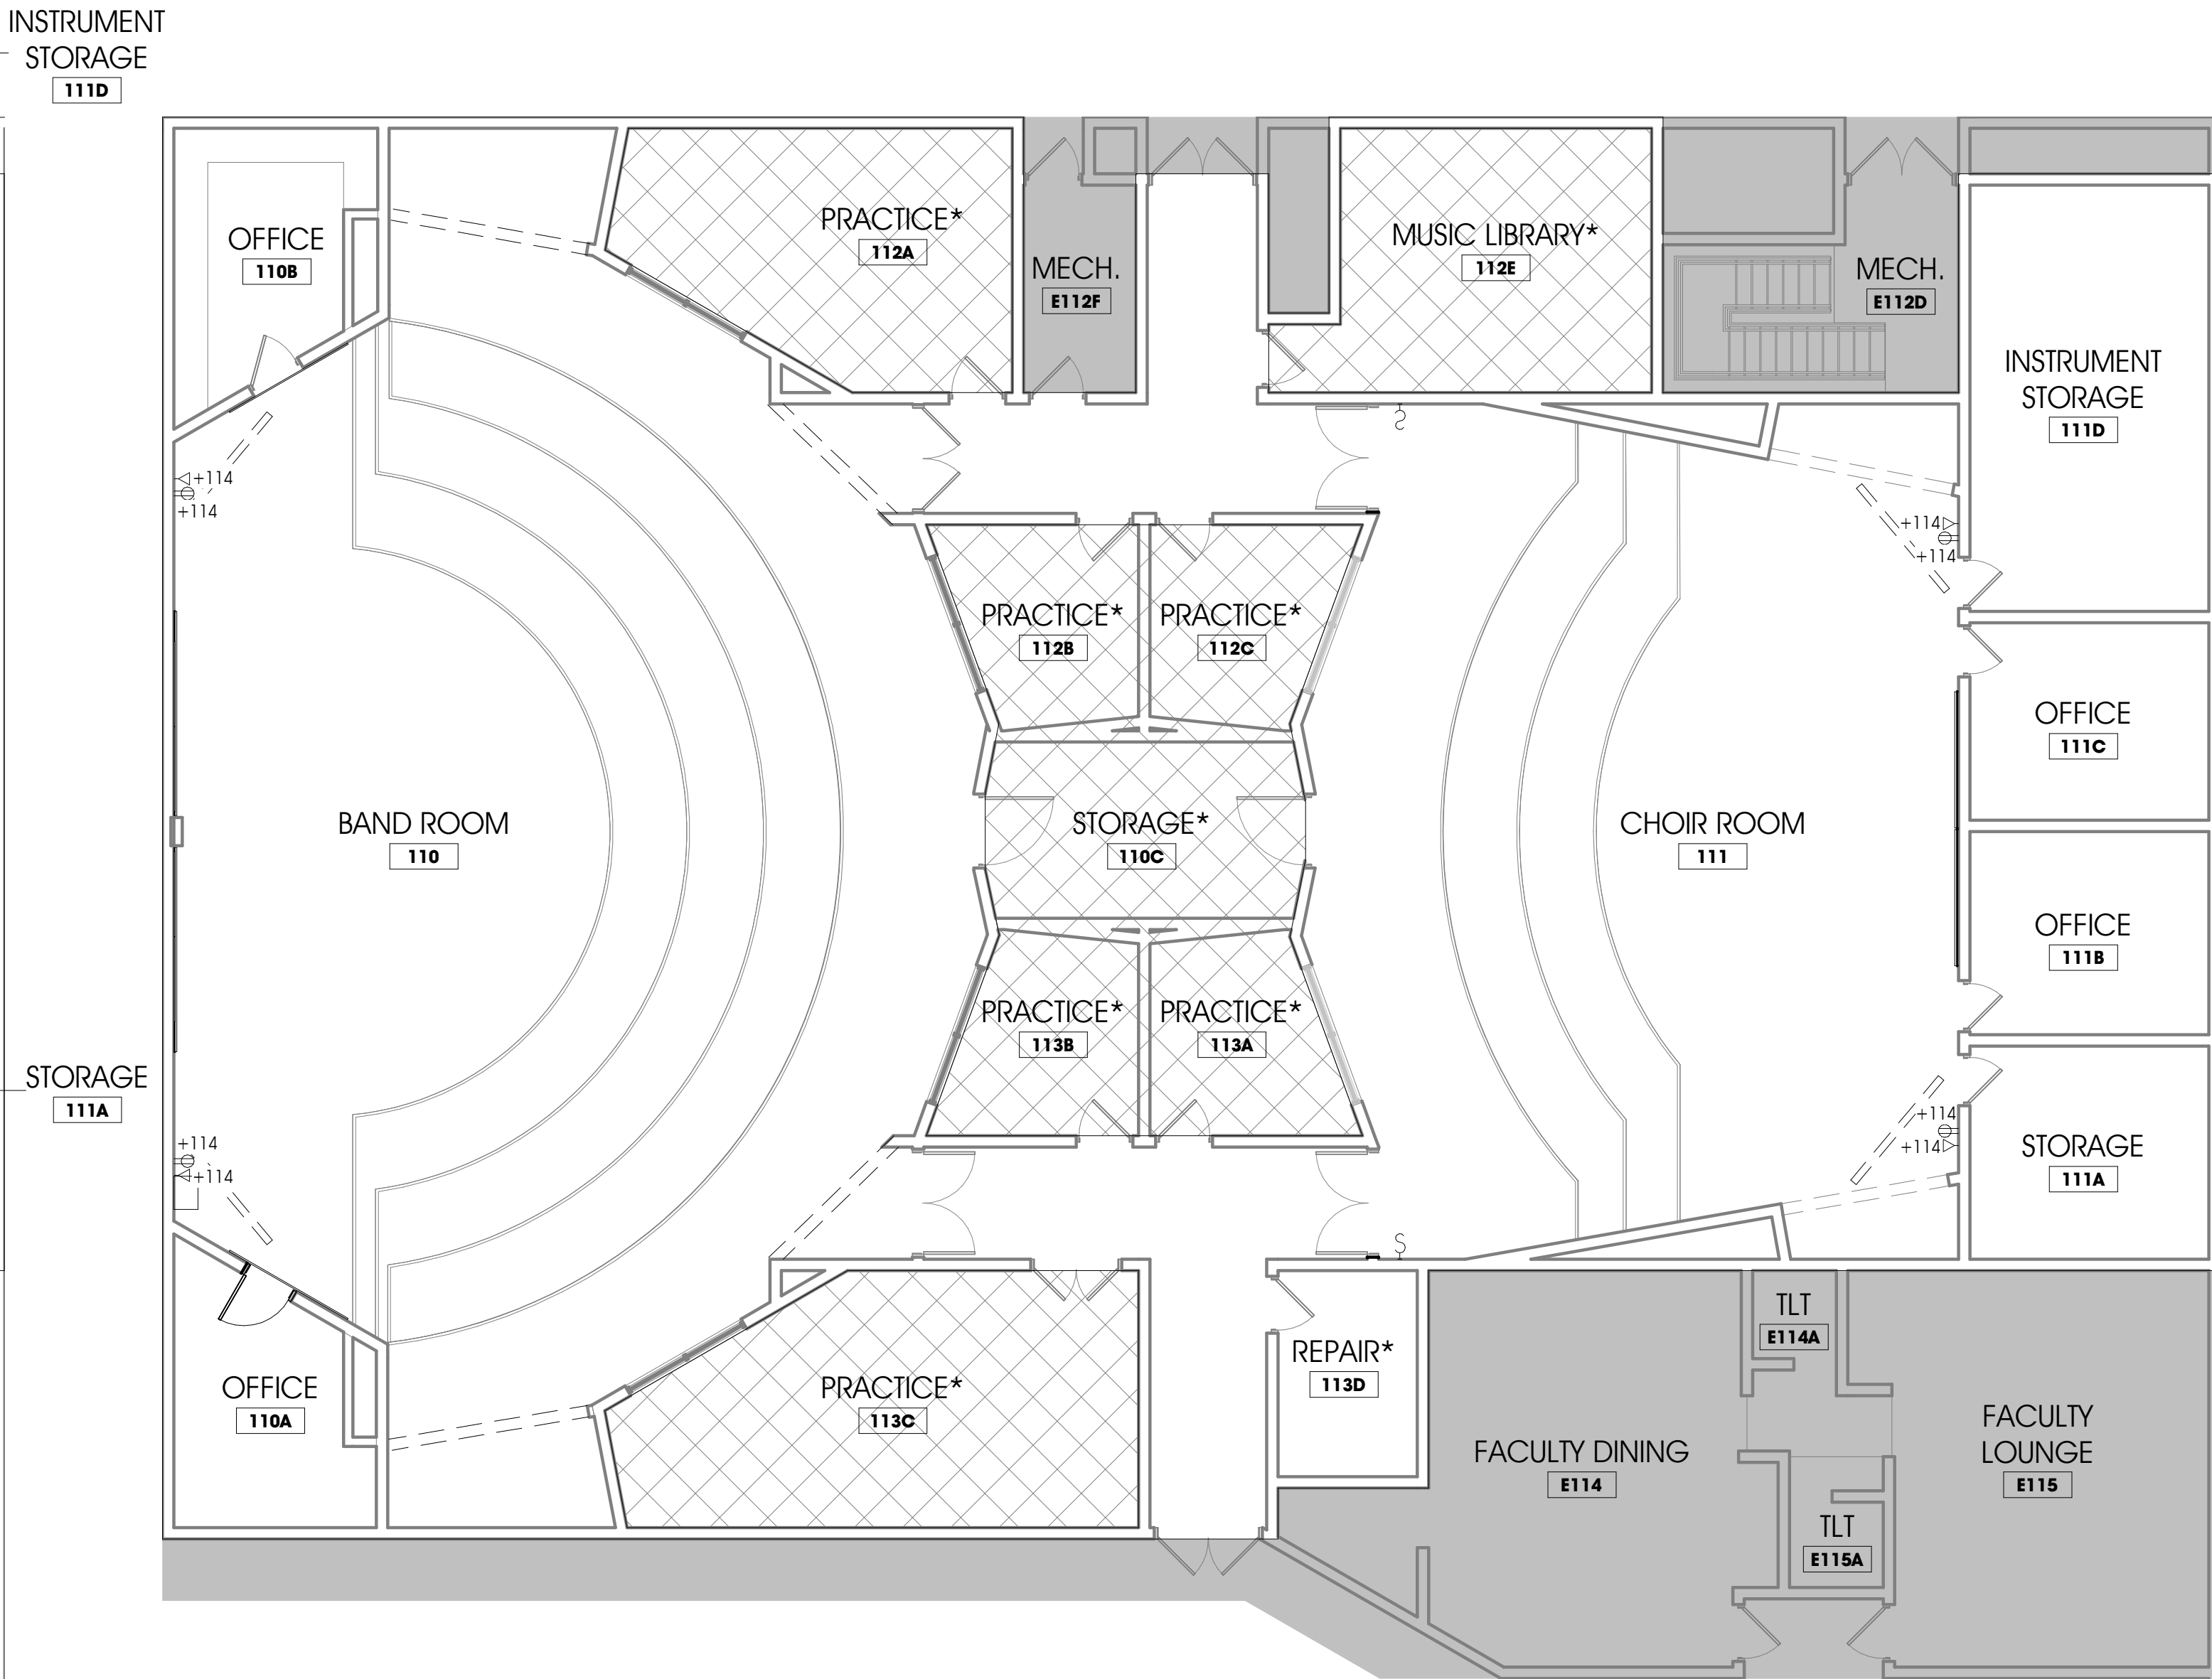 INSTRUMENT
STORAGE
111D
OFFICE
110B
PRACTICE*
112A
MECH.
E112F
MUSIC LIBRARY*
112E
MECH.
E112D
INSTRUMENT
STORAGE
111D
+114
+114
S
+114
+114
PRACTICE*
112B
PRACTICE*
112C
OFFICE
111C
BAND ROOM
110
STORAGE*
110C
CHOIR ROOM
111
OFFICE
111B
PRACTICE*
113B
PRACTICE*
113A
STORAGE
111A
+114
+114
+114
+114
STORAGE
111A
S
OFFICE
110A
PRACTICE*
113C
REPAIR*
113D
TLT
E114A
FACULTY DINING
E114
FACULTY
LOUNGE
E115
TLT
E115A